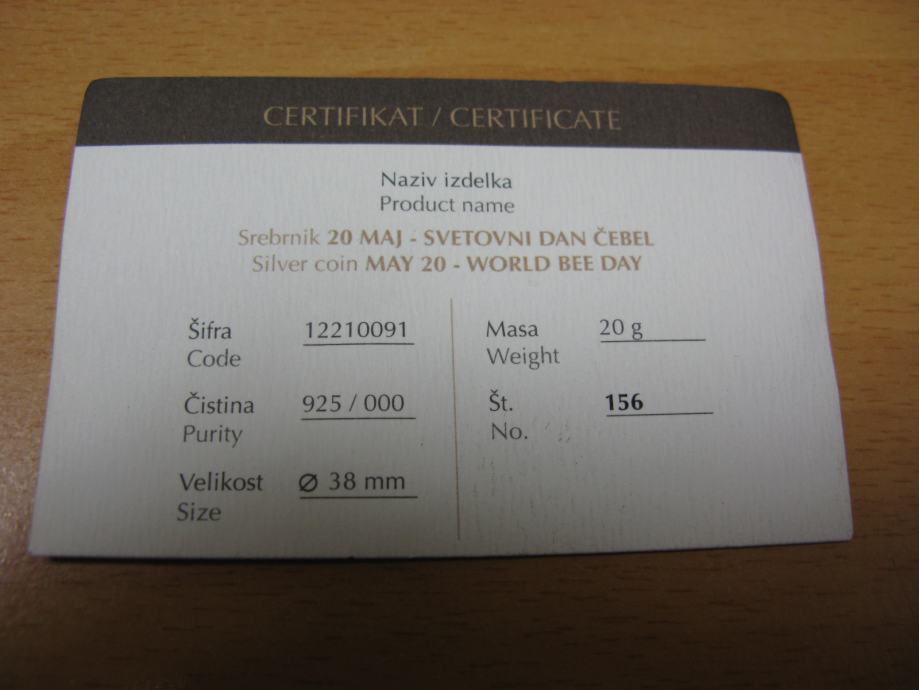 CERTIFIKAT / CERTIFICATE
Naziv izdelka
Product name
Srebrnik 20 MAJ - SVETOVNI DAN ČEBEL
Silver coin MAY 20 - WORLD BEE DAY
Šifra 12210091
Code
Čistina 925 / 000
Purity
Velikost Ø 38 mm
Size
Masa 20 g
Weight
Št. 156
No.